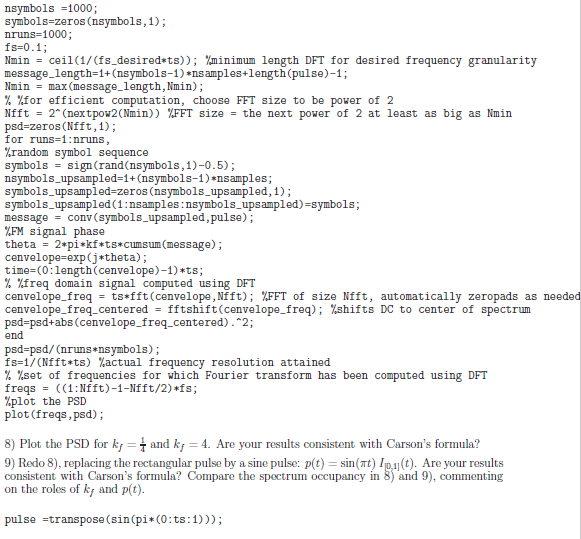 nsymbols =1000;
symbols=zeros(nsymbols,1);
nruns=1000;
fs=0.1;
Nmin = ceil(1/(fs_desired*ts)); %minimum length DFT for desired frequency granularity
message_length=1+(nsymbols-1)*nsamples+length(pulse)-1;
Nmin = max(message_length,Nmin);
% %for efficient computation, choose FFT size to be power of 2
Nfft = 2^(nextpow2(Nmin)) %FFT size = the next power of 2 at least as big as Nmin
psd=zeros(Nfft,1);
for runs=1:nruns,
%random symbol sequence
symbols = sign(rand(nsymbols,1)-0.5);
nsymbols_upsampled=1+(nsymbols-1)*nsamples;
symbols_upsampled=zeros(nsymbols_upsampled,1);
symbols_upsampled(1:nsamples:nsymbols_upsampled)=symbols;
message = conv(symbols_upsampled,pulse);
%FM signal phase
theta = 2*pi*kf*ts*cumsum(message);
cenvelope=exp(j*theta);
time=(0:length(cenvelope)-1)*ts;
% %freq domain signal computed using DFT
cenvelope_freq = ts*fft(cenvelope,Nfft); %FFT of size Nfft, automatically zeropads as needed
cenvelope_freq_centered = fftshift(cenvelope_freq); %shifts DC to center of spectrum
psd=psd+abs(cenvelope_freq_centered).^2;
end
psd=psd/(nruns*nsymbols);
fs=1/(Nfft*ts) %actual frequency resolution attained
% %set of frequencies for which Fourier transform has been computed using DFT
freqs = ((1:Nfft)-1-Nfft/2)*fs;
%plot the PSD
plot(freqs,psd);
8) Plot the PSD for k_f = 1/4 and k_f = 4. Are your results consistent with Carson's formula?
9) Redo 8), replacing the rectangular pulse by a sine pulse: p(t) = sin(πt) I_[0,1](t). Are your results
consistent with Carson's formula? Compare the spectrum occupancy in 8) and 9), commenting
on the roles of k_f and p(t).
pulse =transpose(sin(pi*(0:ts:1)));